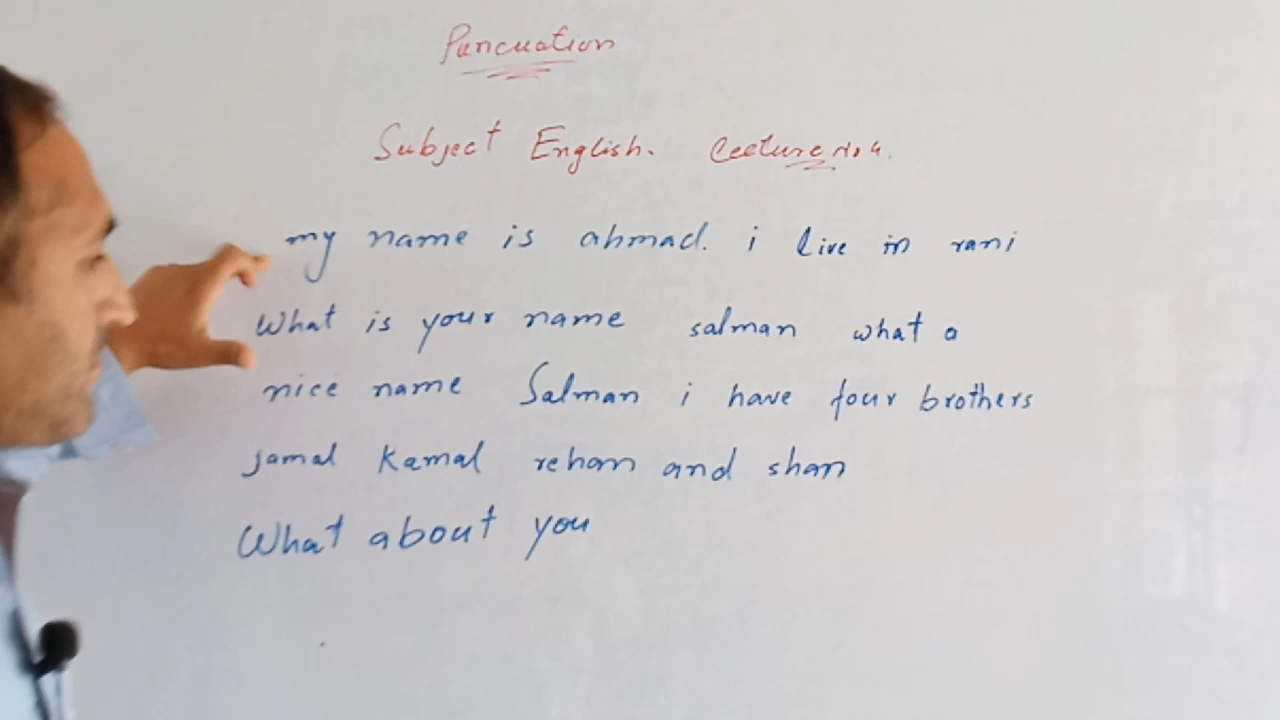 Puncuation
Subject English. Lecture No 4.
my name is ahmad. i live in rani
What is your name salman what a
nice name Salman i have four brothers
jamal Kamal rehan and shan
What about you